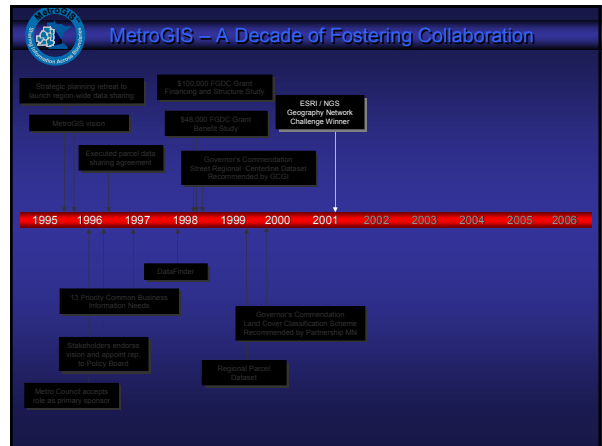 MetroGIS
Sharing Information Across Boundaries
MetroGIS – A Decade of Fostering Collaboration
Strategic planning retreat to
launch region-wide data sharing
$100,000 FGDC Grant
Financing and Structure Study
ESRI / NGS
Geography Network
Challenge Winner
MetroGIS vision
$48,000 FGDC Grant
Benefit Study
Executed parcel data
sharing agreement
Governor's Commendation
Street Regional Centerline Dataset
Recommended by GCGI
1995 1996 1997 1998 1999 2000 2001 2002 2003 2004 2005 2006
DataFinder
13 Priority Common Business
Information Needs
Governor's Commendation
Land Cover Classification Scheme
Recommended by Partnership MN
Stakeholders endorse
vision and appoint rep.
to Policy Board
Regional Parcel
Dataset
Metro Council accepts
role as primary sponsor